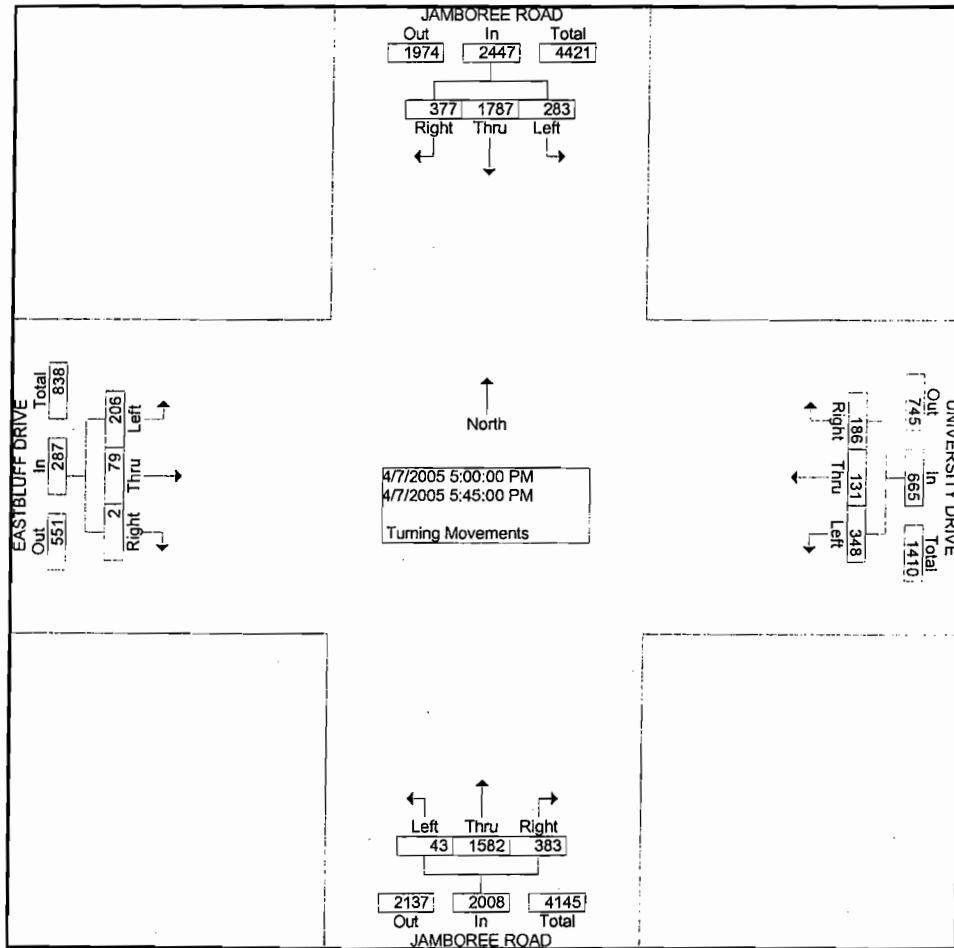 JAMBOREE ROAD
Out In Total
1974 2447 4421
377 1787 283
Right Thru Left
EASTBLUFF DRIVE
Total In Out
838 287 551
206 79 2
Left Thru Right
North
4/7/2005 5:00:00 PM
4/7/2005 5:45:00 PM
Turning Movements
Right Thru Left
186 131 348
745 665 1410
Out In Total
UNIVERSITY DRIVE
Left Thru Right
43 1582 383
2137 2008 4145
Out In Total
JAMBOREE ROAD